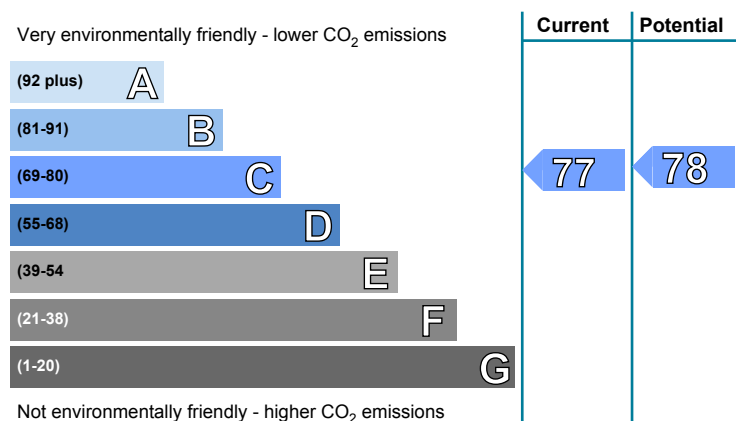 Very environmentally friendly - lower CO2 emissions
Current
Potential
(92 plus) A
(81-91) B
(69-80) C
77
78
(55-68) D
(39-54 E
(21-38) F
(1-20) G
Not environmentally friendly - higher CO2 emissions